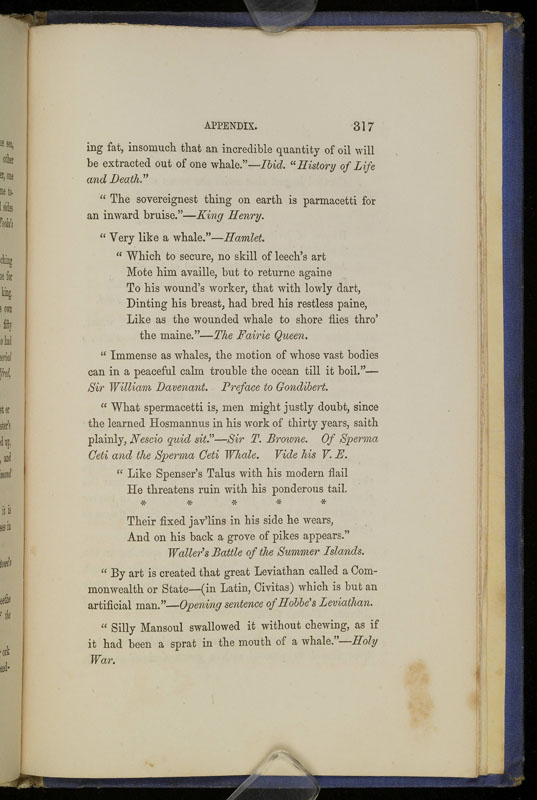 APPENDIX. 317
ing fat, insomuch that an incredible quantity of oil will
be extracted out of one whale."—Ibid. "History of Life
and Death."
"The sovereignest thing on earth is parmacetti for
an inward bruise."—King Henry.
"Very like a whale."—Hamlet.
"Which to secure, no skill of leech's art
Mote him availle, but to returne againe
To his wound's worker, that with lowly dart,
Dinting his breast, had bred his restless paine,
Like as the wounded whale to shore flies thro'
the maine."—The Fairie Queen.
"Immense as whales, the motion of whose vast bodies
can in a peaceful calm trouble the ocean till it boil."—
Sir William Davenant. Preface to Gondibert.
"What spermacetti is, men might justly doubt, since
the learned Hosmannus in his work of thirty years, saith
plainly, Nescio quid sit."—Sir T. Browne. Of Sperma
Ceti and the Sperma Ceti Whale. Vide his V. E.
"Like Spenser's Talus with his modern flail
He threatens ruin with his ponderous tail.
* * * * *
Their fixed jav'lins in his side he wears,
And on his back a grove of pikes appears."
Waller's Battle of the Summer Islands.
"By art is created that great Leviathan called a Com-
monwealth or State—(in Latin, Civitas) which is but an
artificial man."—Opening sentence of Hobbe's Leviathan.
"Silly Mansoul swallowed it without chewing, as if
it had been a sprat in the mouth of a whale."—Holy
War.